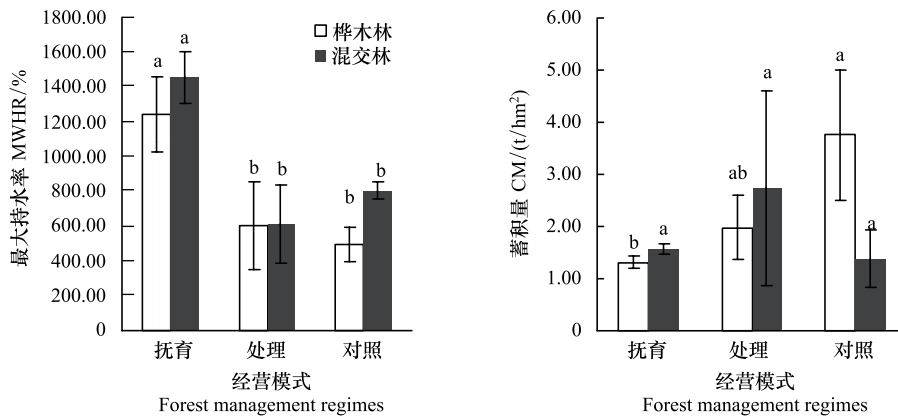 1800.00
1600.00
1400.00
1200.00
1000.00
800.00
600.00
400.00
200.00
0
最大持水率 MWHR/%
桦木林
混交林
a
a
b
b
b
b
抚育
处理
对照
经营模式
Forest management regimes
6.00
5.00
4.00
3.00
2.00
1.00
0
蓄积量 CM/(t/hm²)
b
a
ab
a
a
a
抚育
处理
对照
经营模式
Forest management regimes